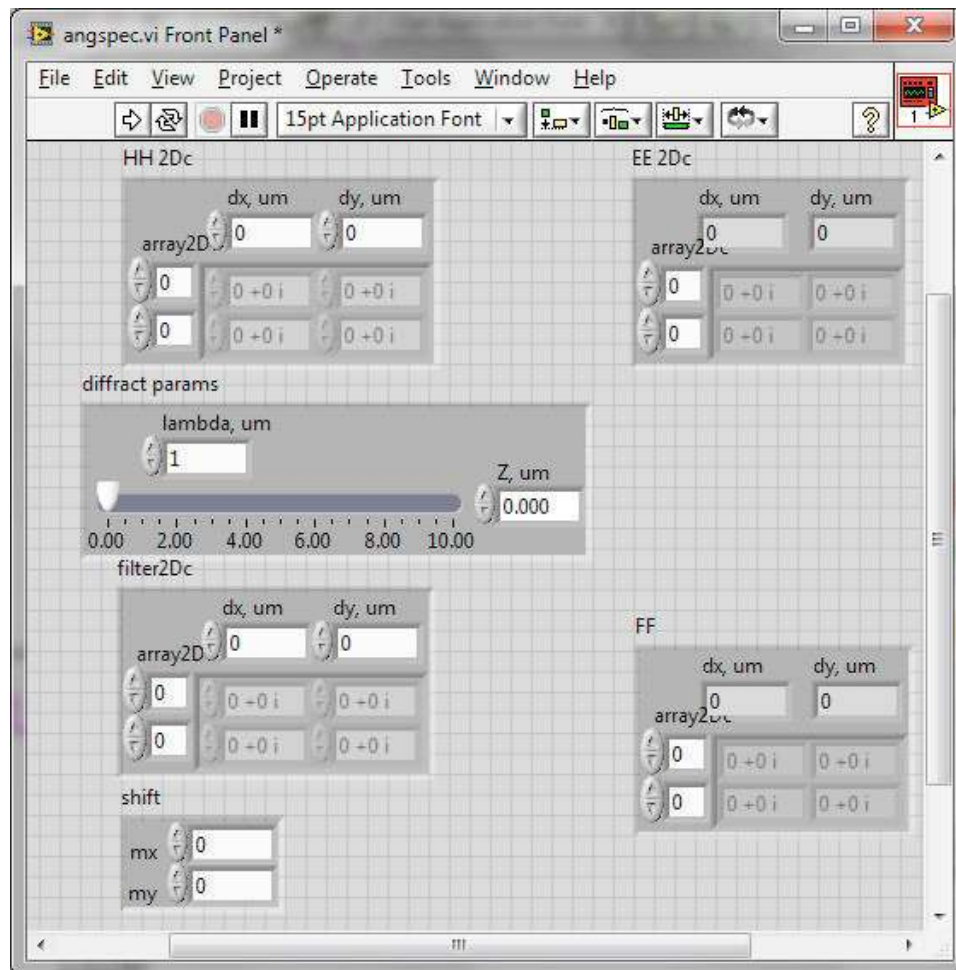 angspec.vi Front Panel *
File Edit View Project Operate Tools Window Help
15pt Application Font
1
HH 2Dc
dx, um dy, um
0 0
array2D
0 0 +0 i 0 +0 i
0 0 +0 i 0 +0 i
EE 2Dc
dx, um dy, um
0 0
array2Dc
0 0 +0 i 0 +0 i
0 0 +0 i 0 +0 i
diffract params
lambda, um
1
Z, um
0.000
0.00 2.00 4.00 6.00 8.00 10.00
filter2Dc
dx, um dy, um
0 0
array2D
0 0 +0 i 0 +0 i
0 0 +0 i 0 +0 i
FF
dx, um dy, um
0 0
array2Dc
0 0 +0 i 0 +0 i
0 0 +0 i 0 +0 i
shift
mx 0
my 0